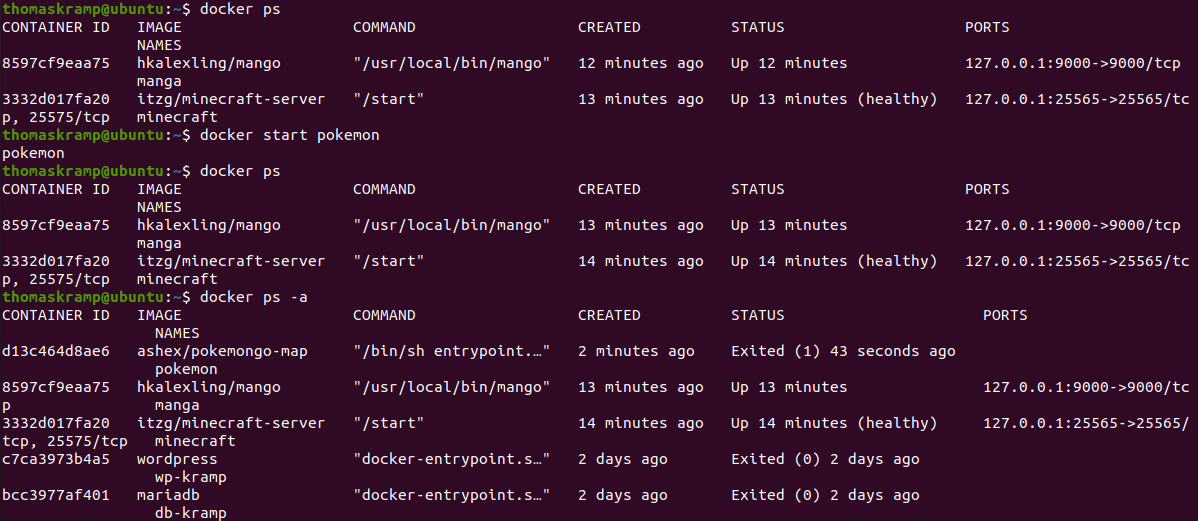 thomaskramp@ubuntu:~$ docker ps
CONTAINER ID   IMAGE                   COMMAND                  CREATED          STATUS                    PORTS
               NAMES
8597cf9eaa75   hkalexling/mango        "/usr/local/bin/mango"   12 minutes ago   Up 12 minutes             127.0.0.1:9000->9000/tcp
               manga
3332d017fa20   itzg/minecraft-server   "/start"                 13 minutes ago   Up 13 minutes (healthy)   127.0.0.1:25565->25565/tc
p, 25575/tcp   minecraft
thomaskramp@ubuntu:~$ docker start pokemon
pokemon
thomaskramp@ubuntu:~$ docker ps
CONTAINER ID   IMAGE                   COMMAND                  CREATED          STATUS                    PORTS
               NAMES
8597cf9eaa75   hkalexling/mango        "/usr/local/bin/mango"   13 minutes ago   Up 13 minutes             127.0.0.1:9000->9000/tcp
               manga
3332d017fa20   itzg/minecraft-server   "/start"                 14 minutes ago   Up 14 minutes (healthy)   127.0.0.1:25565->25565/tc
p, 25575/tcp   minecraft
thomaskramp@ubuntu:~$ docker ps -a
CONTAINER ID   IMAGE                   COMMAND                  CREATED          STATUS                      PORTS
                 NAMES
d13c464d8ae6   ashex/pokemongo-map     "/bin/sh entrypoint.…"   2 minutes ago    Exited (1) 43 seconds ago
                 pokemon
8597cf9eaa75   hkalexling/mango        "/usr/local/bin/mango"   13 minutes ago   Up 13 minutes               127.0.0.1:9000->9000/tc
p                manga
3332d017fa20   itzg/minecraft-server   "/start"                 14 minutes ago   Up 14 minutes (healthy)     127.0.0.1:25565->25565/
tcp, 25575/tcp   minecraft
c7ca3973b4a5   wordpress               "docker-entrypoint.s…"   2 days ago       Exited (0) 2 days ago
                 wp-kramp
bcc3977af401   mariadb                 "docker-entrypoint.s…"   2 days ago       Exited (0) 2 days ago
                 db-kramp